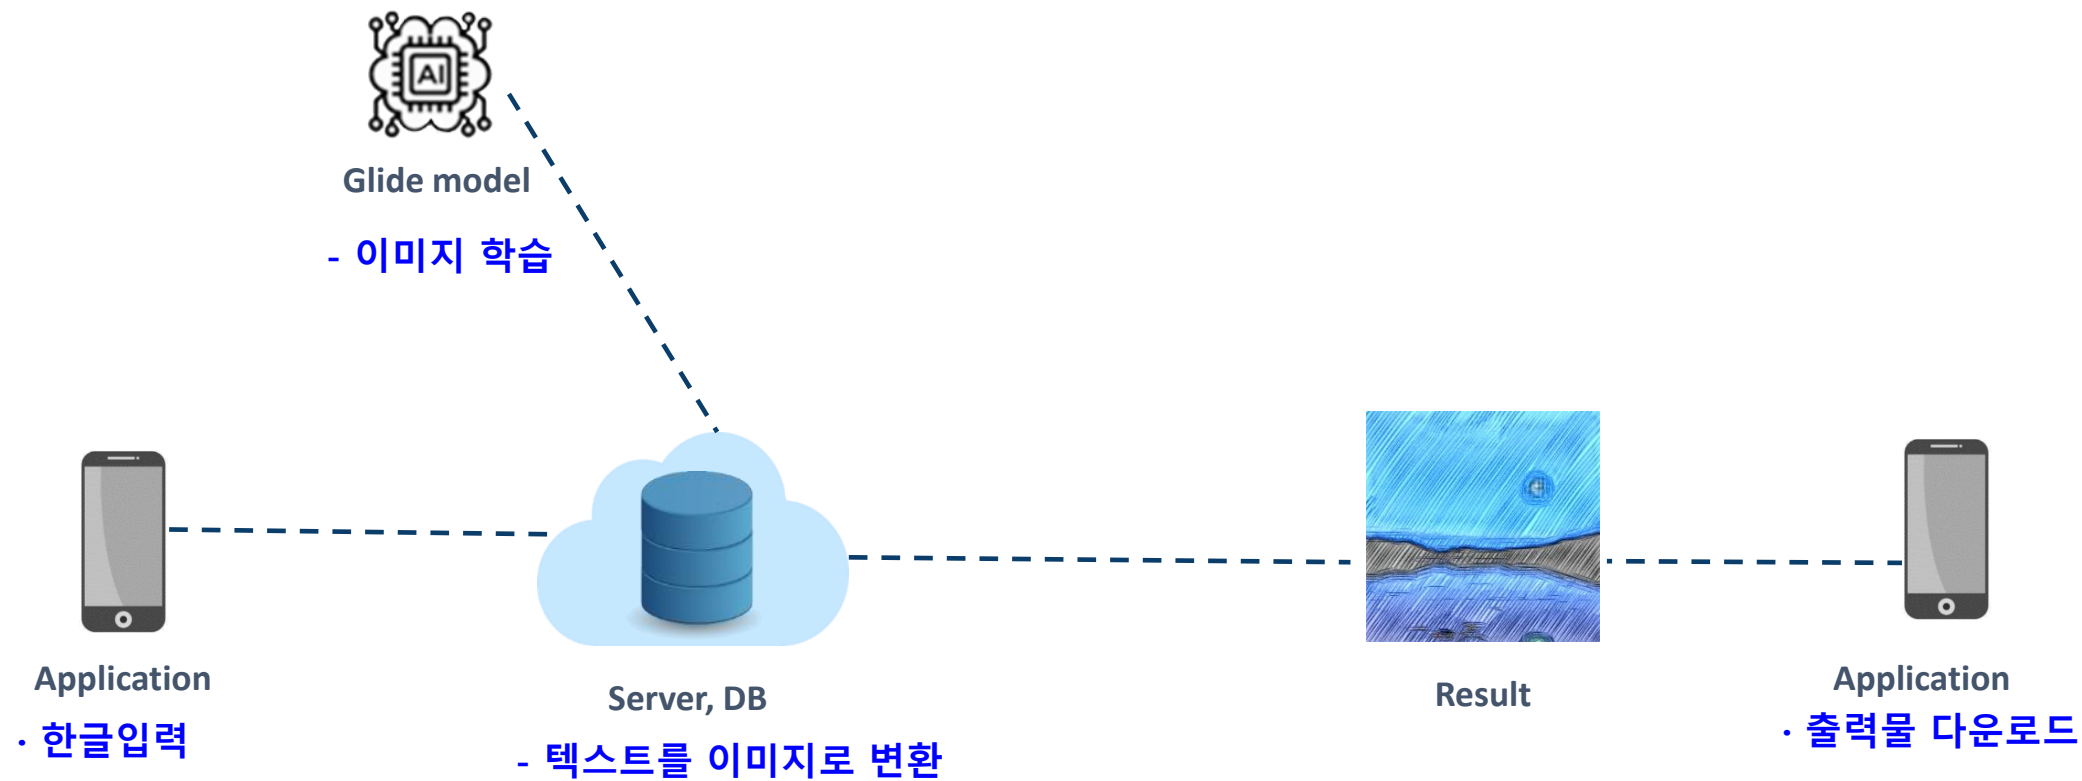 AI
Glide model
- 이미지 학습
Application
· 한글입력
Server, DB
- 텍스트를 이미지로 변환
Result
Application
· 출력물 다운로드